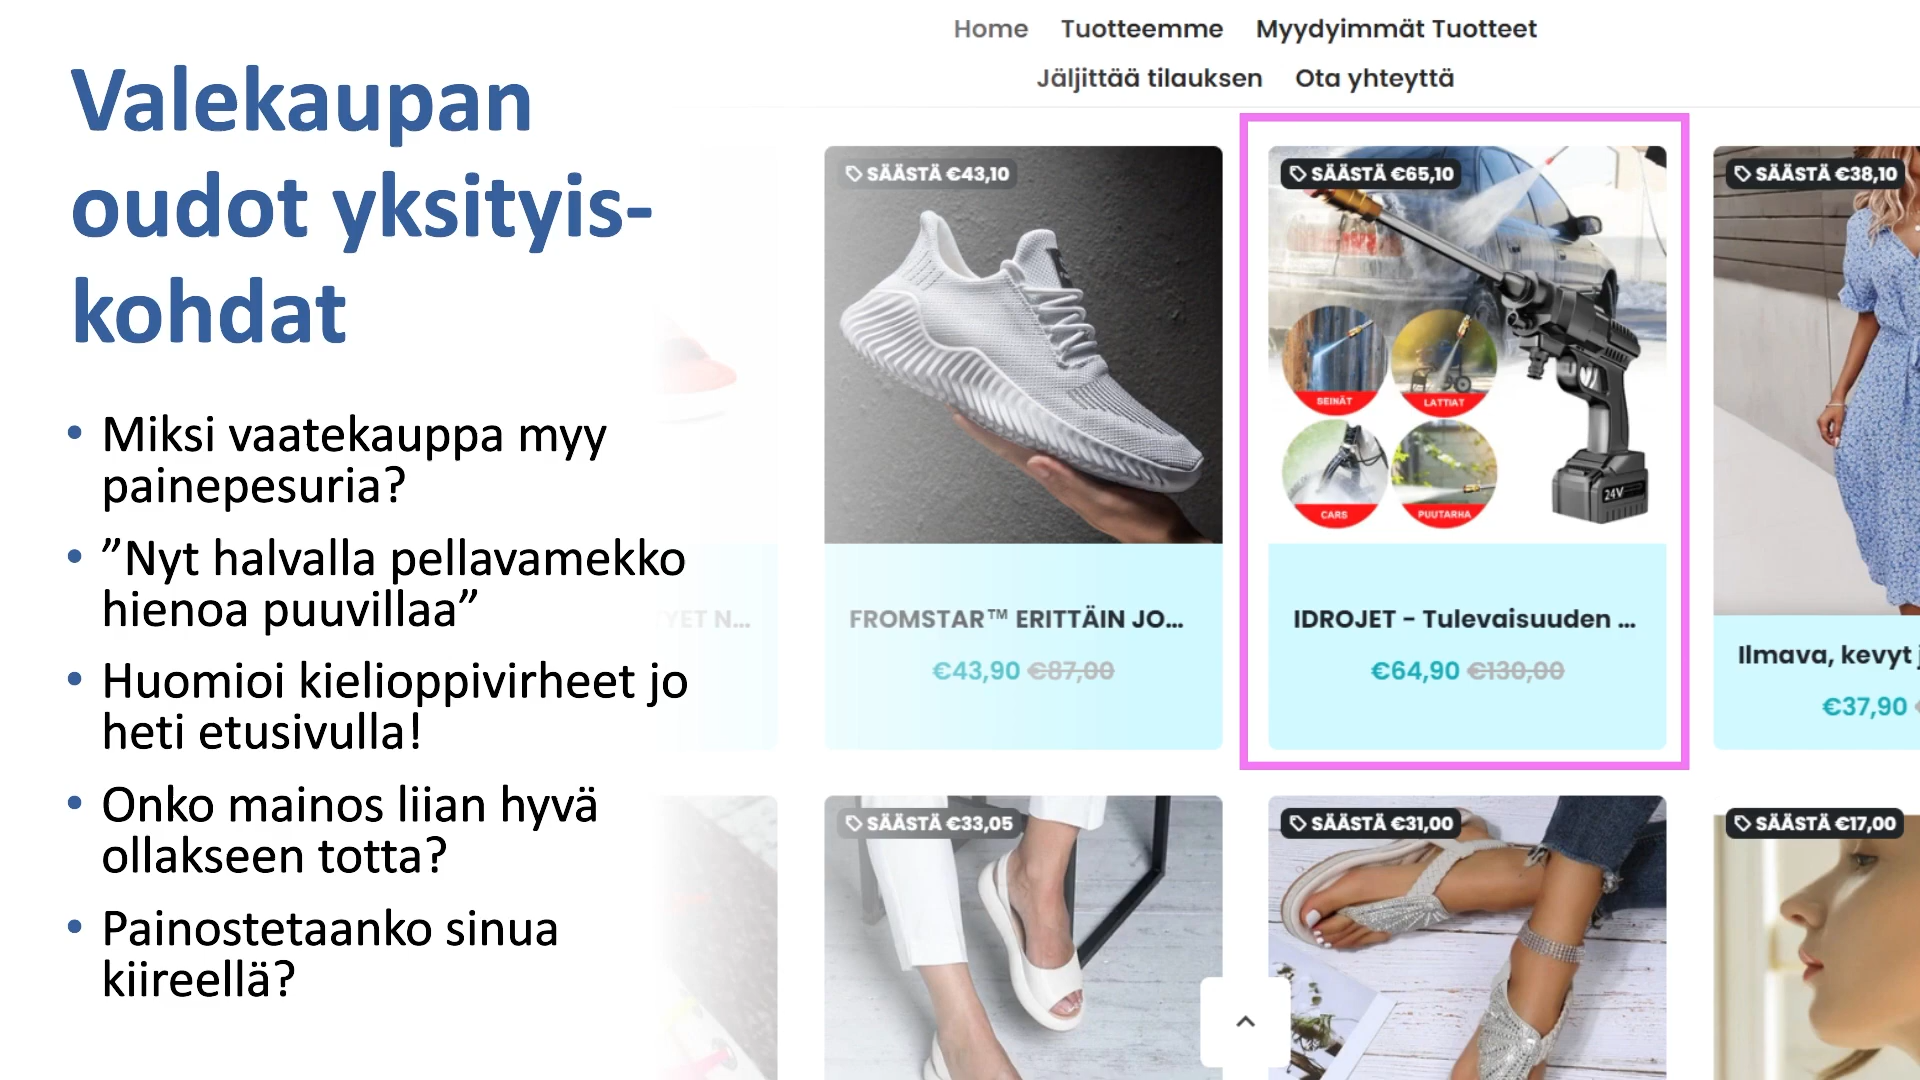 Valekaupan
oudot yksityis-
kohdat
• Miksi vaatekauppa myy
painepesuria?
• ”Nyt halvalla pellavamekko
hienoa puuvillaa”
• Huomioi kielioppivirheet jo
heti etusivulla!
• Onko mainos liian hyvä
ollakseen totta?
• Painostetaanko sinua
kiireellä?
Home Tuotteemme Myydyimmät Tuotteet
Jäljittää tilauksen Ota yhteyttä
SÄÄSTÄ €43,10
SÄÄSTÄ €65,10
SÄÄSTÄ €38,10
SEINÄT
LATTIAT
CARS
PUUTARHA
24V
FROMSTAR™ ERITTÄIN JO...
€43,90 €87,00
IDROJET - Tulevaisuuden ...
€64,90 €130,00
Ilmava, kevyt
€37,90
SÄÄSTÄ €33,05
SÄÄSTÄ €31,00
SÄÄSTÄ €17,00